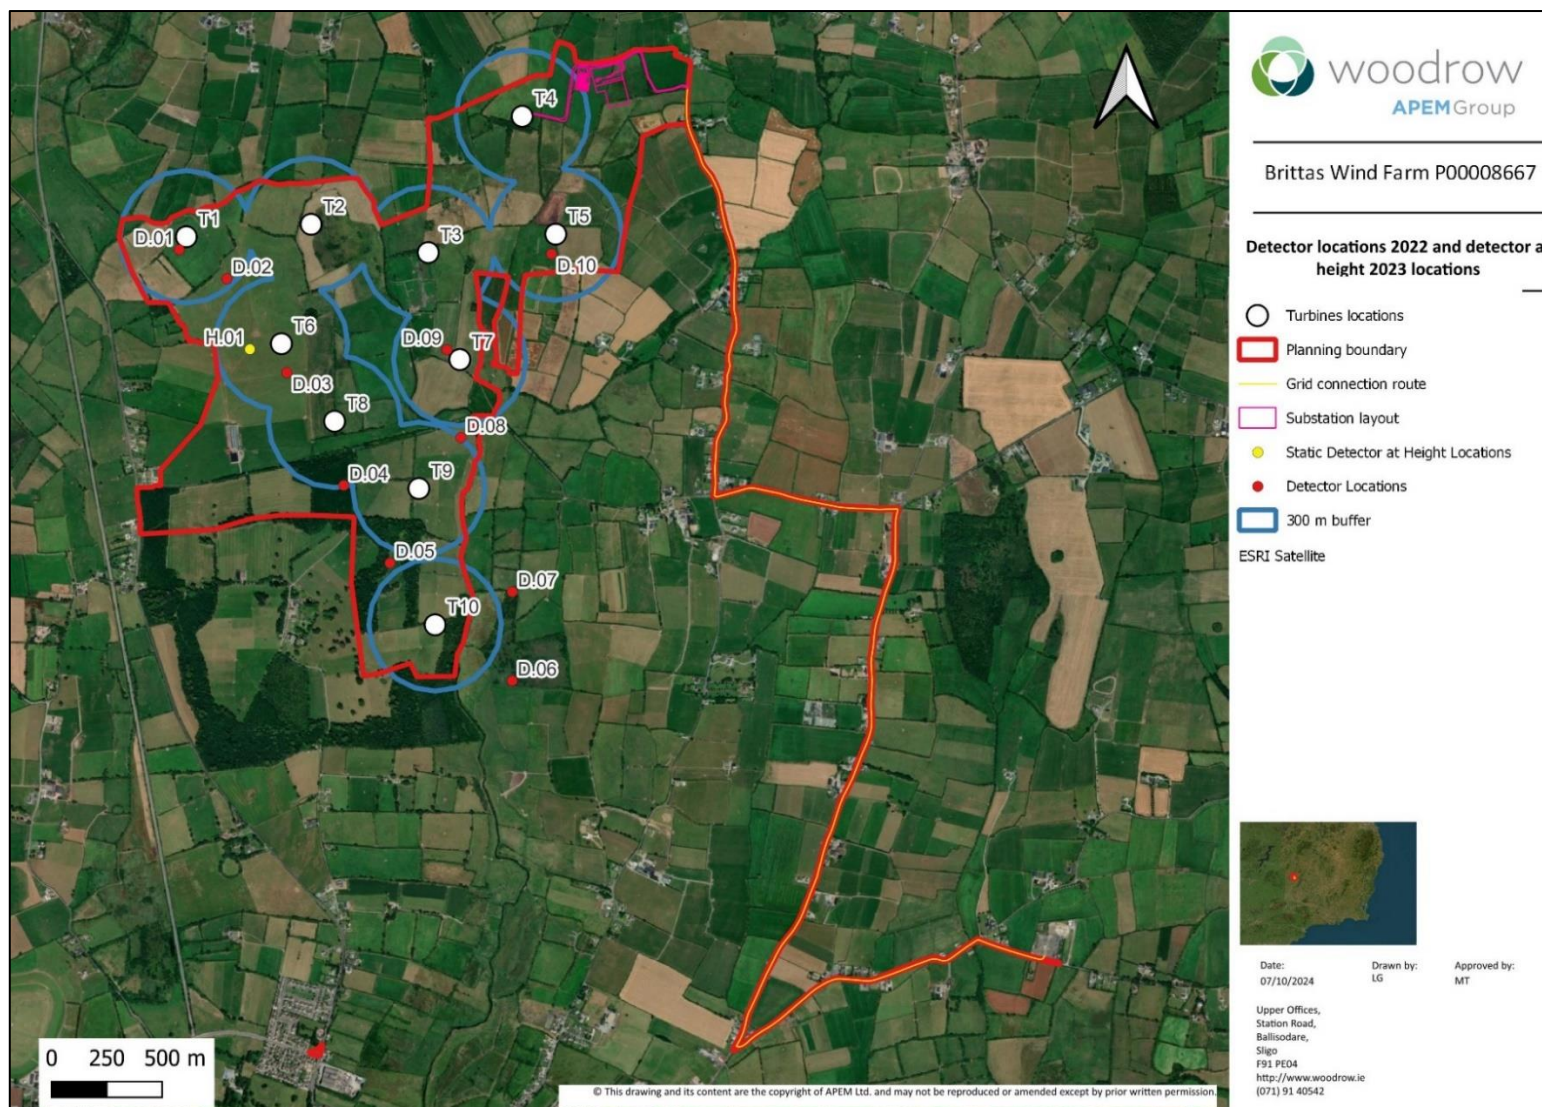 T4
T2
T1
T5
T3
D.01
D.10
D.02
H.01
T6
D.09
T7
D.03
T8
D.08
D.04
T9
D.05
D.07
T10
D.06
0 250 500 m
© This drawing and its content are the copyright of APEM Ltd. and may not be reproduced or amended except by prior written permission.
woodrow
APEMGroup
Brittas Wind Farm P00008667
Detector locations 2022 and detector a
height 2023 locations
Turbines locations
Planning boundary
Grid connection route
Substation layout
Static Detector at Height Locations
Detector Locations
300 m buffer
ESRI Satellite
Date: Drawn by: Approved by:
07/10/2024 LG MT
Upper Offices,
Station Road,
Ballisodare,
Sligo
F91 PE04
http://www.woodrow.ie
(071) 91 40542